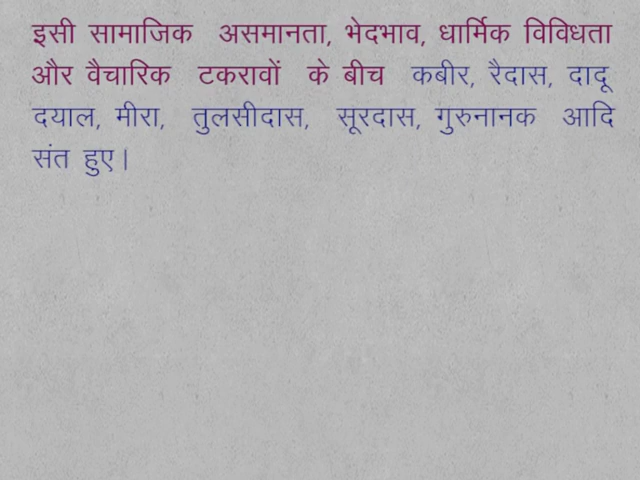 इसी सामाजिक असमानता, भेदभाव, धार्मिक विविधता
और वैचारिक टकरावों के बीच कबीर, रैदास, दादू
दयाल, मीरा, तुलसीदास, सूरदास, गुरुनानक आदि
संत हुए।